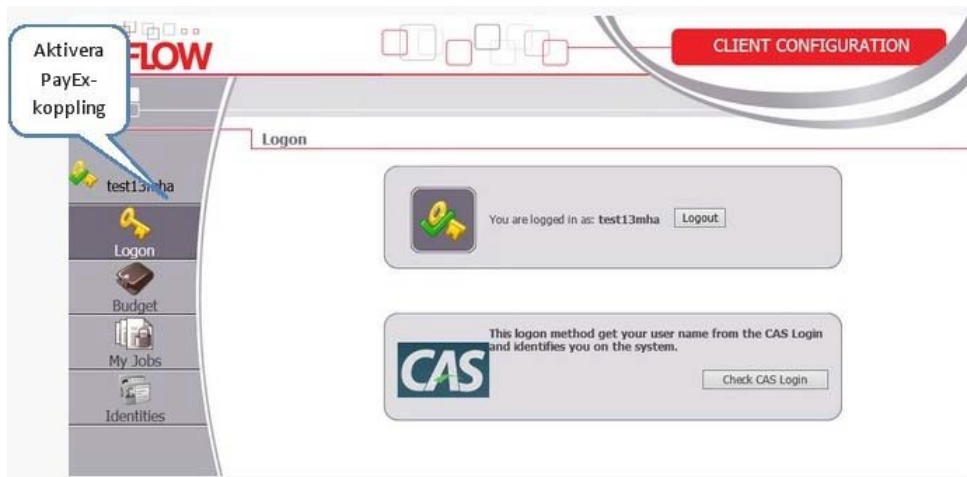 Aktivera
PayEx-
koppling
FLOW
CLIENT CONFIGURATION
Logon
test13mha
Logon
Budget
My Jobs
Identities
You are logged in as: test13mha Logout
This logon method get your user name from the CAS Login
and identifies you on the system.
CAS
Check CAS Login